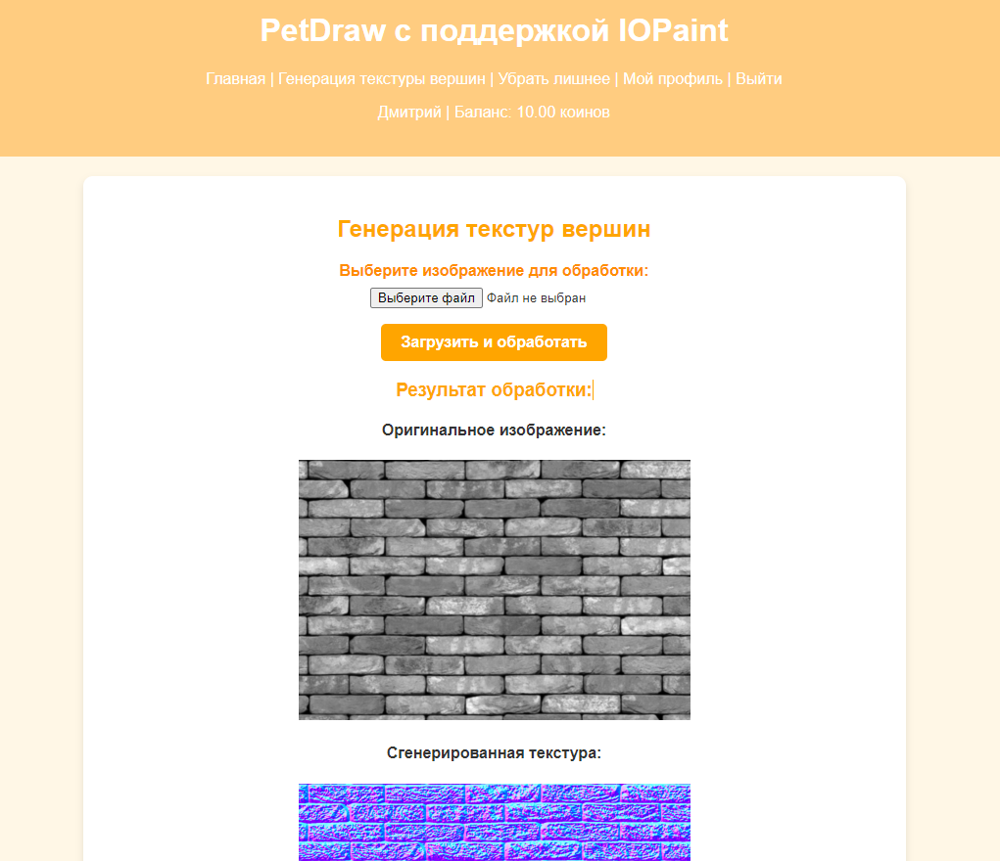 PetDraw с поддержкой IOPaint
Главная | Генерация текстуры вершин | Убрать лишнее | Мой профиль | Выйти
Дмитрий | Баланс: 10.00 коинов
Генерация текстур вершин
Выберите изображение для обработки:
Выберите файл Файл не выбран
Загрузить и обработать
Результат обработки:
Оригинальное изображение:
Сгенерированная текстура: